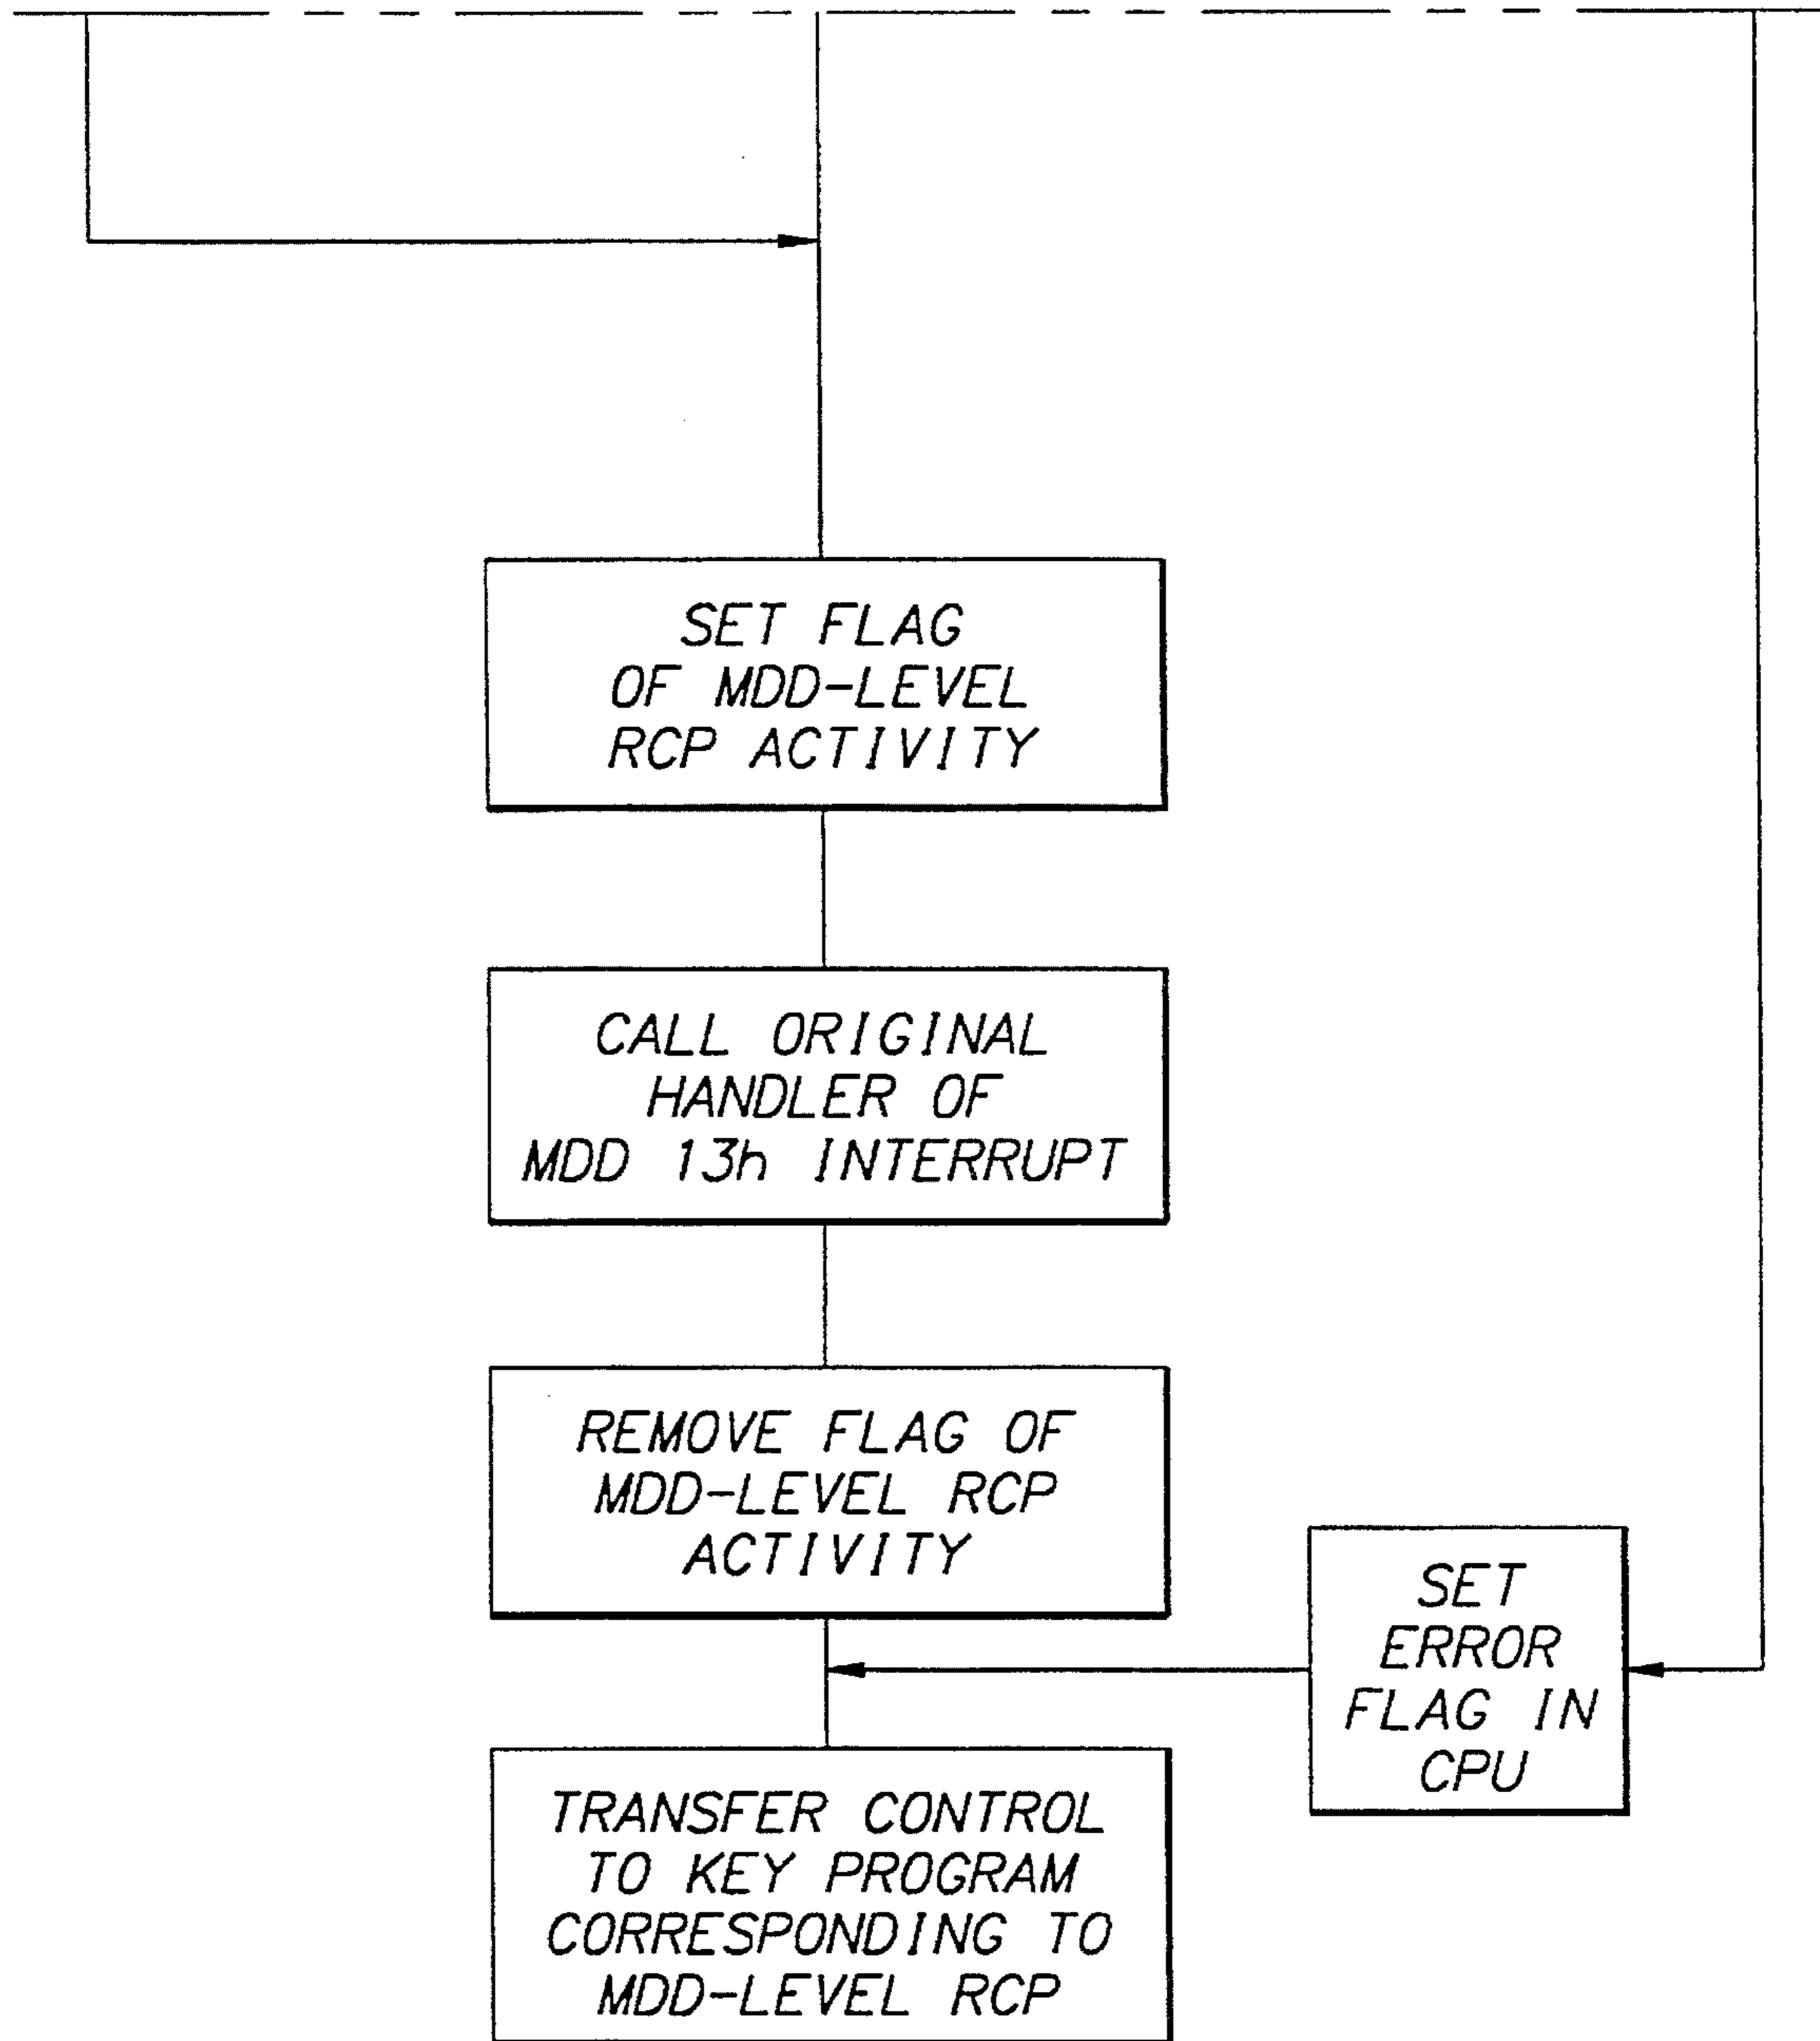 SET FLAG
OF MDD-LEVEL
RCP ACTIVITY
CALL ORIGINAL
HANDLER OF
MDD 13h INTERRUPT
REMOVE FLAG OF
MDD-LEVEL RCP
ACTIVITY
SET
ERROR
FLAG IN
CPU
TRANSFER CONTROL
TO KEY PROGRAM
CORRESPONDING TO
MDD-LEVEL RCP